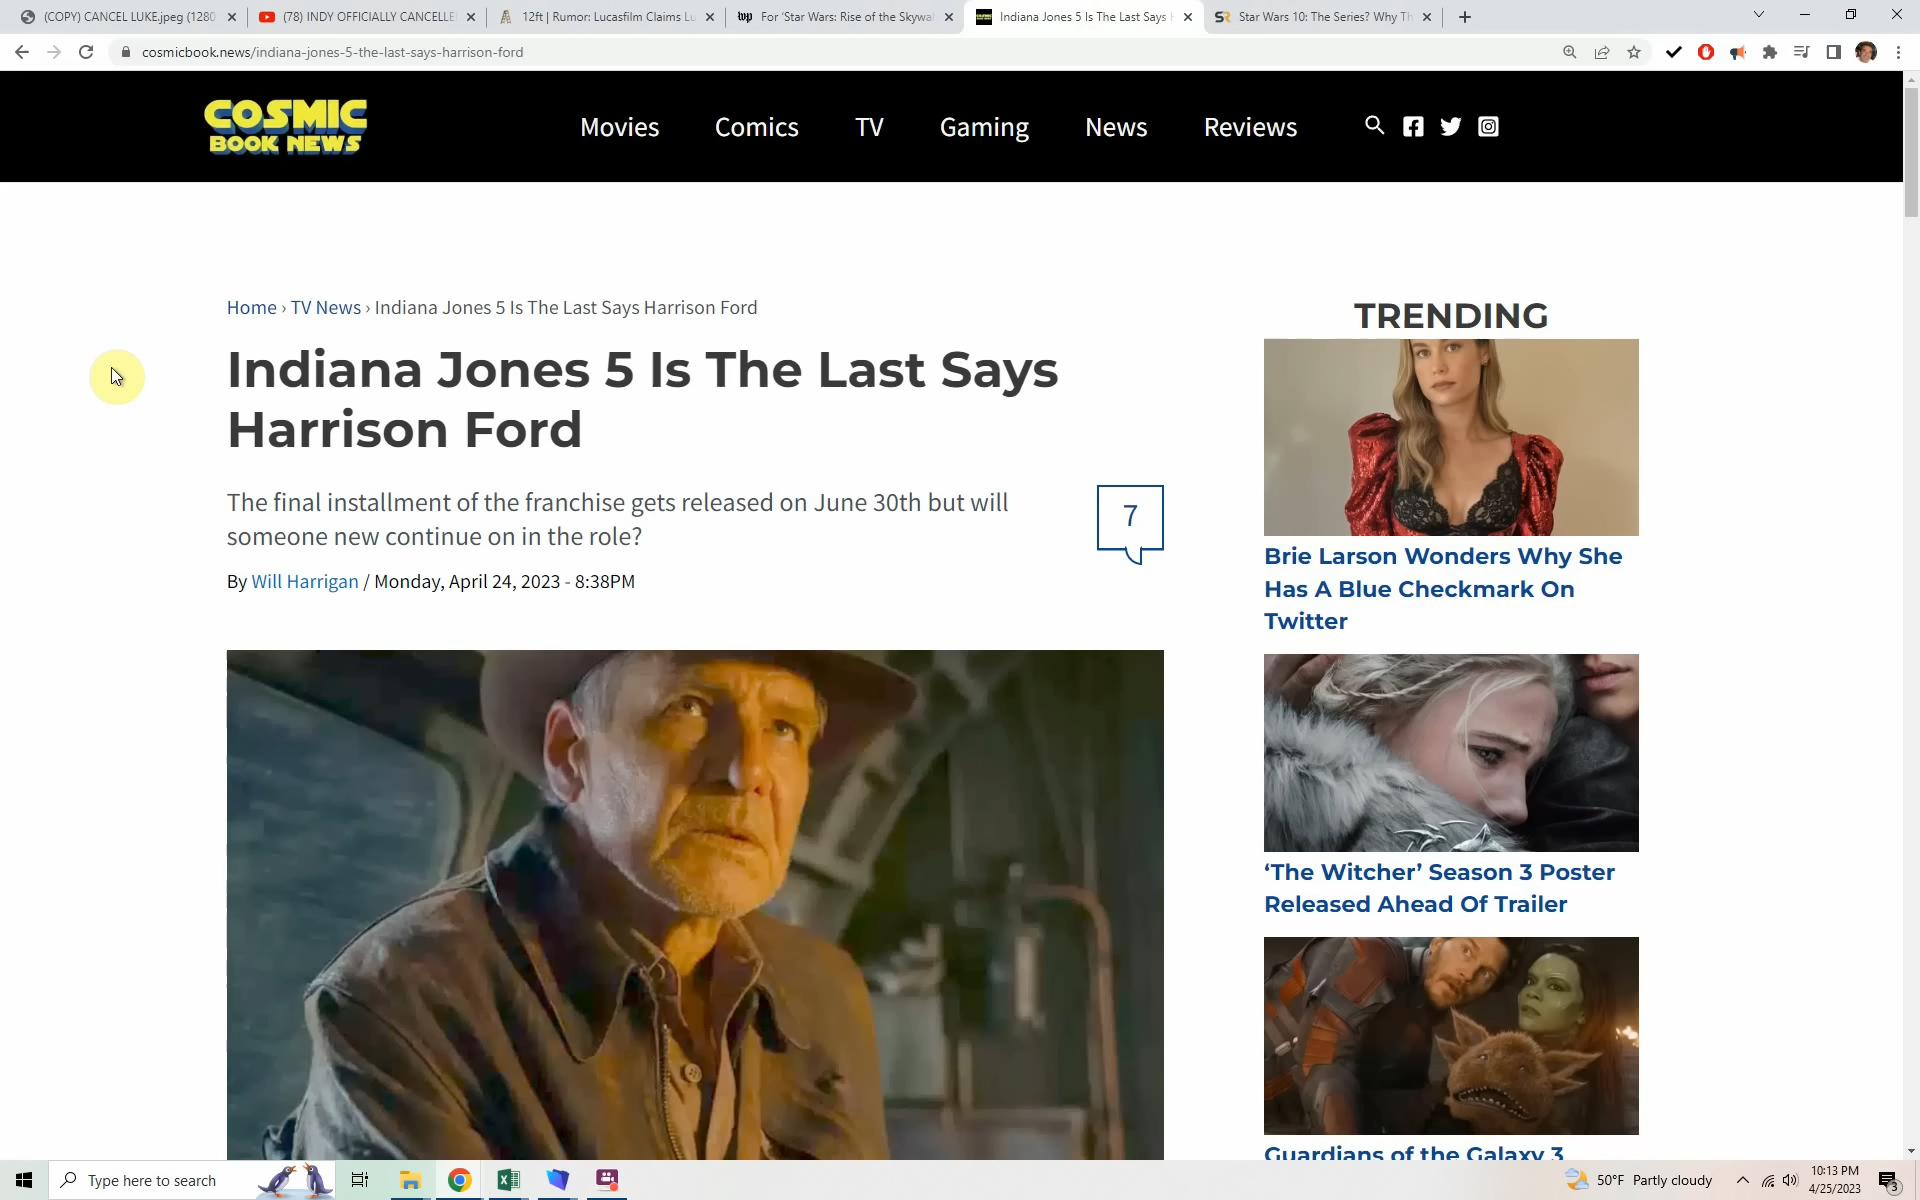 (COPY) CANCEL LUKE.jpeg (1280
(78) INDY OFFICIALLY CANCELLE
12ft | Rumor: Lucasfilm Claims Lu
wp
For 'Star Wars: Rise of the Skywal
Indiana Jones 5 Is The Last Says
SR
Star Wars 10: The Series? Why Th
cosmicbook.news/indiana-jones-5-the-last-says-harrison-ford
COSMIC
BOOK NEWS
Movies
Comics
TV
Gaming
News
Reviews
Home › TV News › Indiana Jones 5 Is The Last Says Harrison Ford
Indiana Jones 5 Is The Last Says
Harrison Ford
The final installment of the franchise gets released on June 30th but will
someone new continue on in the role?
7
By Will Harrigan / Monday, April 24, 2023 - 8:38PM
TRENDING
Brie Larson Wonders Why She
Has A Blue Checkmark On
Twitter
‘The Witcher’ Season 3 Poster
Released Ahead Of Trailer
Guardians of the Galaxy 3
Type here to search
50°F Partly cloudy
10:13 PM
4/25/2023
3